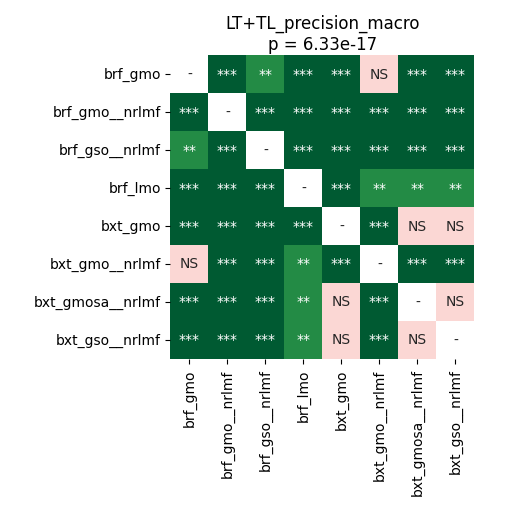 LT+TL_precision_macro
p = 6.33e-17
brf_gmo - *** ** *** *** NS *** ***
brf_gmo__nrlmf *** - *** *** *** *** *** ***
brf_gso__nrlmf ** *** - *** *** *** *** ***
brf_lmo *** *** *** - *** ** ** **
bxt_gmo *** *** *** *** - *** NS NS
bxt_gmo__nrlmf NS *** *** ** *** - *** ***
bxt_gmosa__nrlmf *** *** *** ** NS *** - NS
bxt_gso__nrlmf *** *** *** ** NS *** NS -
brf_gmo
brf_gmo__nrlmf
brf_gso__nrlmf
brf_lmo
bxt_gmo
bxt_gmo__nrlmf
bxt_gmosa__nrlmf
bxt_gso__nrlmf